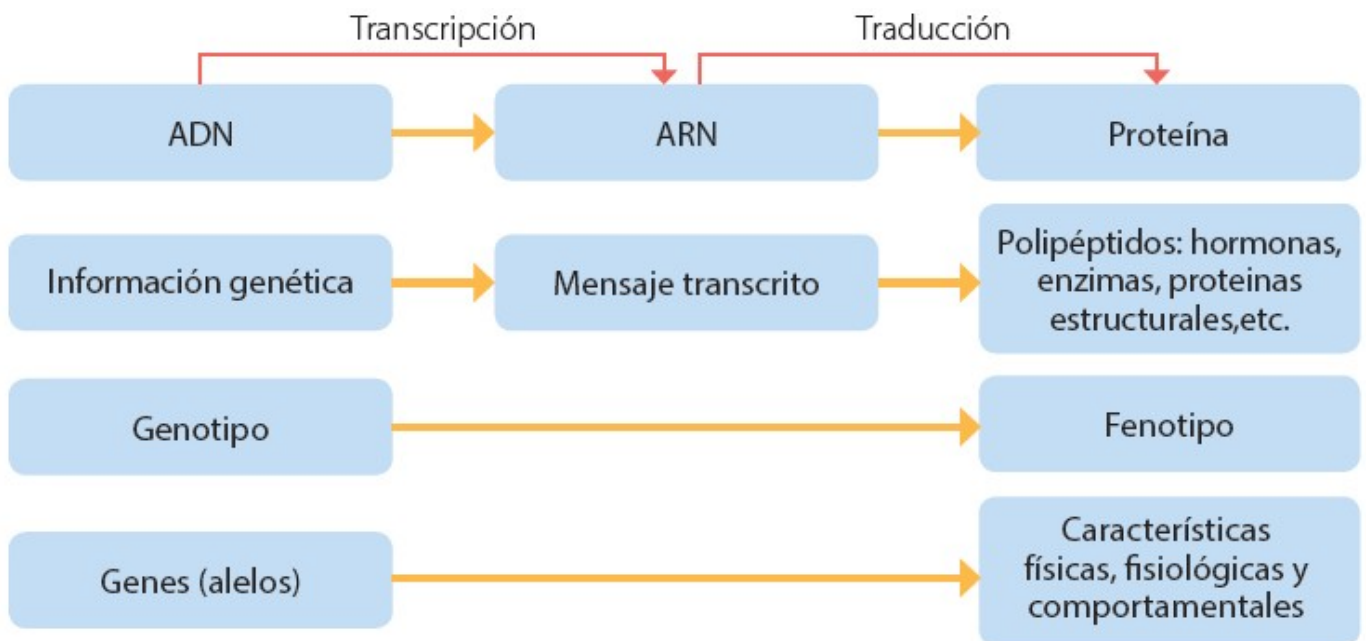 Transcripción
Traducción
ADN
ARN
Proteína
Información genética
Mensaje transcrito
Polipéptidos: hormonas,
enzimas, proteinas
estructurales,etc.
Genotipo
Fenotipo
Genes (alelos)
Característicias
físicas, fisiológicas y
comportamentales